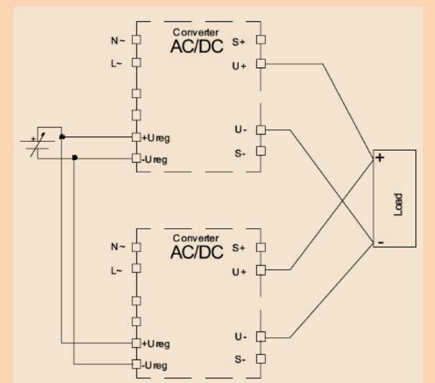 Converter
AC/DC
N~
S+
L~
U+
+
U-
+Ureg
-Ureg
S-
+
Load
-
Converter
AC/DC
N~
S+
L~
U+
U-
+Ureg
-Ureg
S-